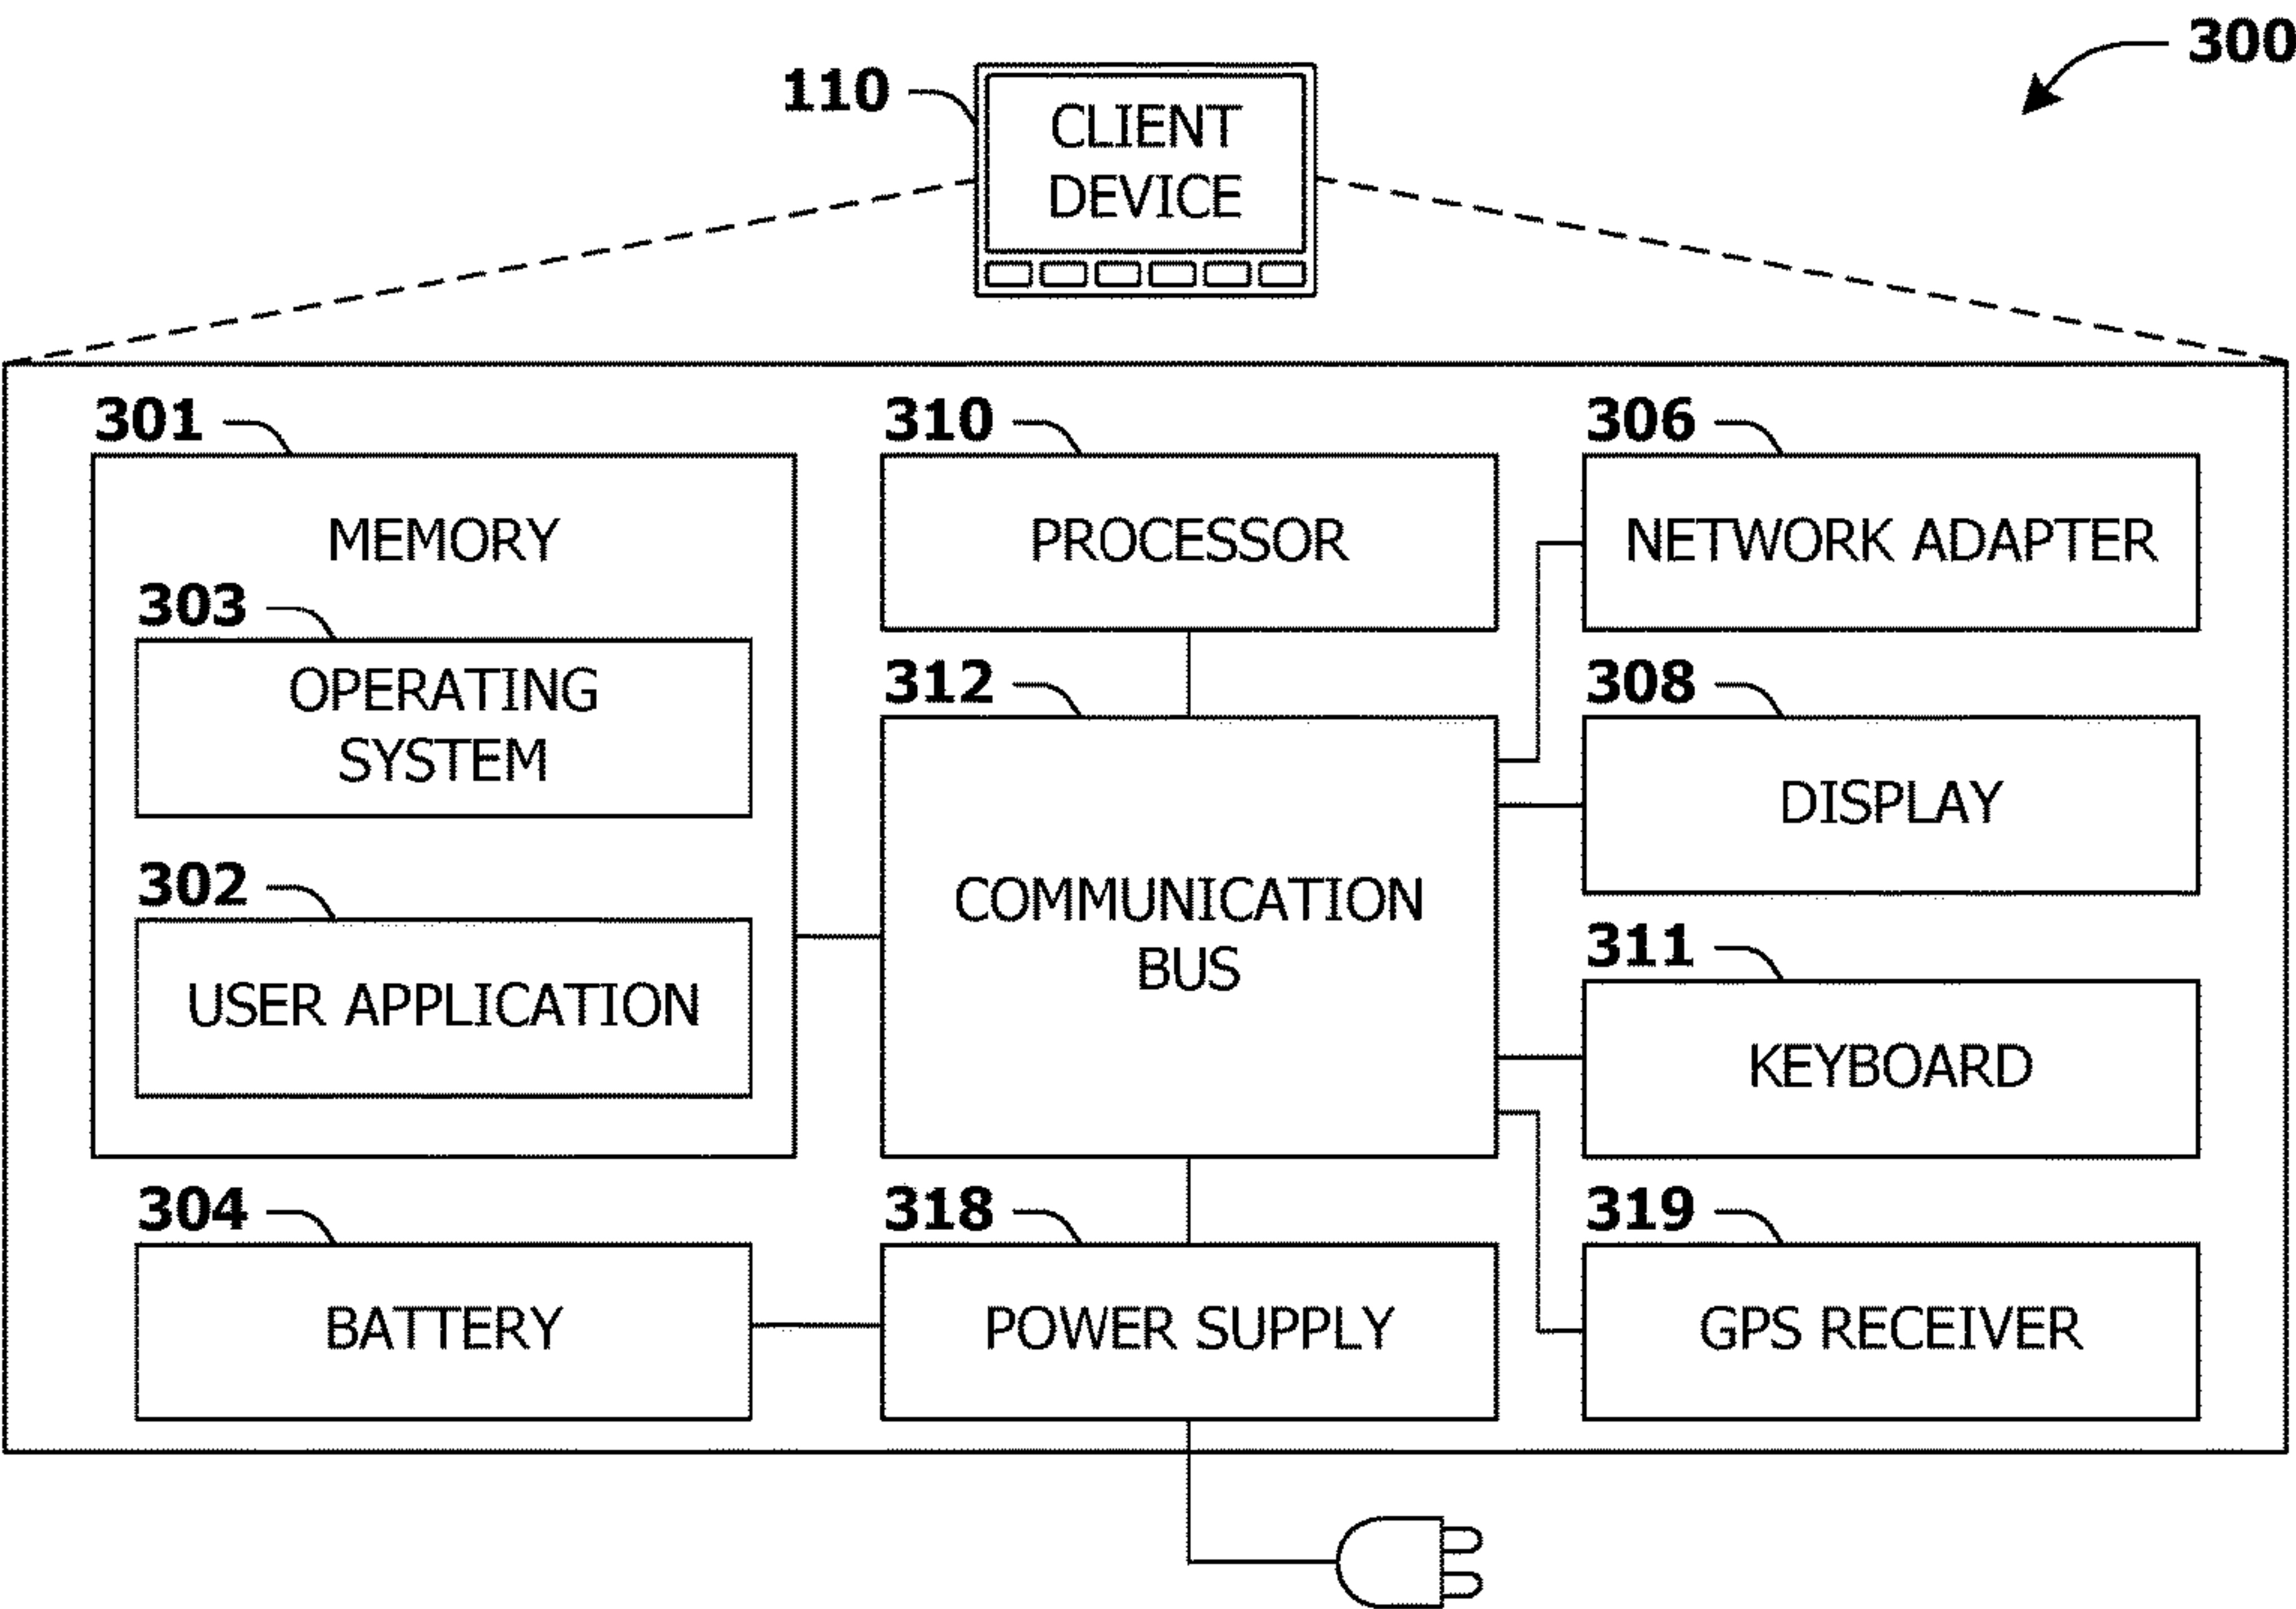 300
110
CLIENT
DEVICE
301
310
306
MEMORY
PROCESSOR
NETWORK ADAPTER
303
312
308
OPERATING
SYSTEM
DISPLAY
302
COMMUNICATION
BUS
311
USER APPLICATION
KEYBOARD
304
318
319
BATTERY
POWER SUPPLY
GPS RECEIVER